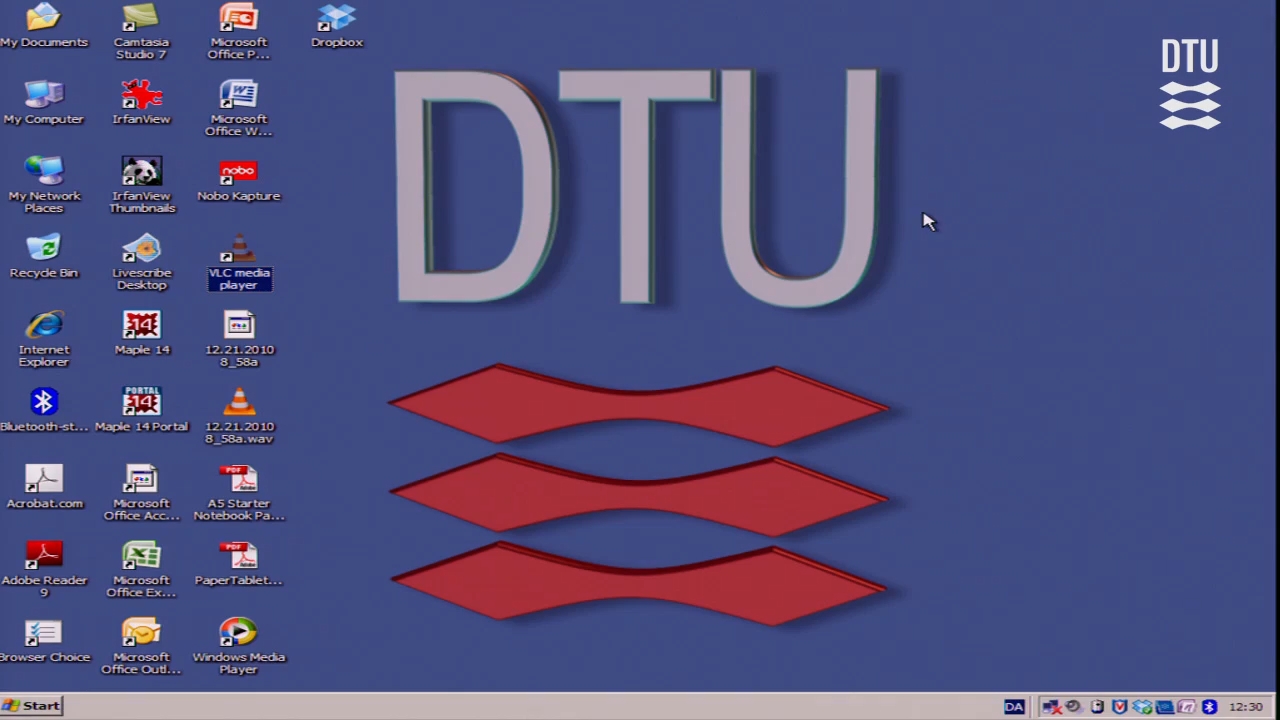 My Documents
Camtasia
Studio 7
Microsoft
Office P...
Dropbox
DTU
DTU
My Computer
IrfanView
Microsoft
Office W...
My Network
Places
IrfanView
Thumbnails
nobo
Nobo Kapture
Recycle Bin
Livescribe
Desktop
VLC media
player
Internet
Explorer
14
Maple 14
12.21.2010
8_58a
Bluetooth-st...
PORTAL
14
Maple 14 Portal
12.21.2010
8_58a.wav
Acrobat.com
Microsoft
Office Acc...
PDF
A5 Starter
Notebook Pa...
Adobe Reader
9
Microsoft
Office Ex...
PDF
PaperTablet...
Browser Choice
Microsoft
Office Outl...
Windows Media
Player
Start
DA
12:30